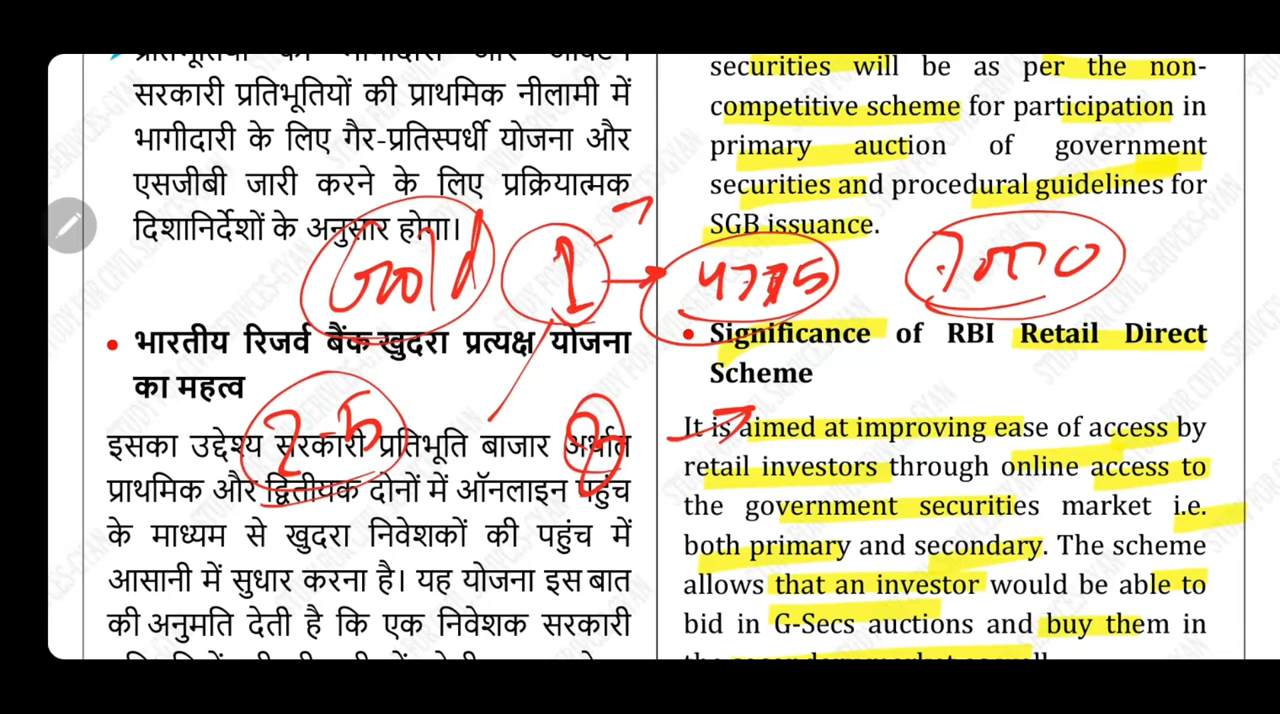 सरकारी प्रतिभूतियों की प्राथमिक नीलामी में
भागीदारी के लिए गैर-प्रतिस्पर्धी योजना और
एसजीबी जारी करने के लिए प्रक्रियात्मक
दिशानिर्देशों के अनुसार होगा।
• भारतीय रिजर्व बैंक खुदरा प्रत्यक्ष योजना
का महत्व
इसका उद्देश्य सरकारी प्रतिभूति बाजार अर्थात
प्राथमिक और द्वितीयक दोनों में ऑनलाइन पहुंच
के माध्यम से खुदरा निवेशकों की पहुंच में
आसानी में सुधार करना है। यह योजना इस बात
की अनुमति देती है कि एक निवेशक सरकारी
securities will be as per the non-
competitive scheme for participation in
primary auction of government
securities and procedural guidelines for
SGB issuance.
• Significance of RBI Retail Direct
Scheme
It is aimed at improving ease of access by
retail investors through online access to
the government securities market i.e.
both primary and secondary. The scheme
allows that an investor would be able to
bid in G-Secs auctions and buy them in
Gold
1
2-5
8